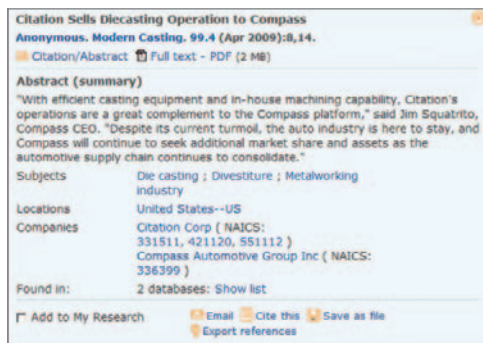 Citation Sells Diecasting Operation to Compass
Anonymous. Modern Casting. 99.4 (Apr 2009):8,14.
Citation/Abstract Full text - PDF (2 MB)
Abstract (summary)
"With efficient casting equipment and in-house machining capability, Citation's
operations are a great complement to the Compass platform," said Jim Squatrito,
Compass CEO. "Despite its current turmoil, the auto industry is here to stay, and
Compass will continue to seek additional market share and assets as the
automotive supply chain continues to consolidate."
Subjects Die casting ; Divestiture ; Metalworking
industry
Locations United States--US
Companies Citation Corp ( NAICS:
331511, 421120, 551112 )
Compass Automotive Group Inc ( NAICS:
336399 )
Found in: 2 databases: Show list
Add to My Research Email Cite this Save as file
Export references